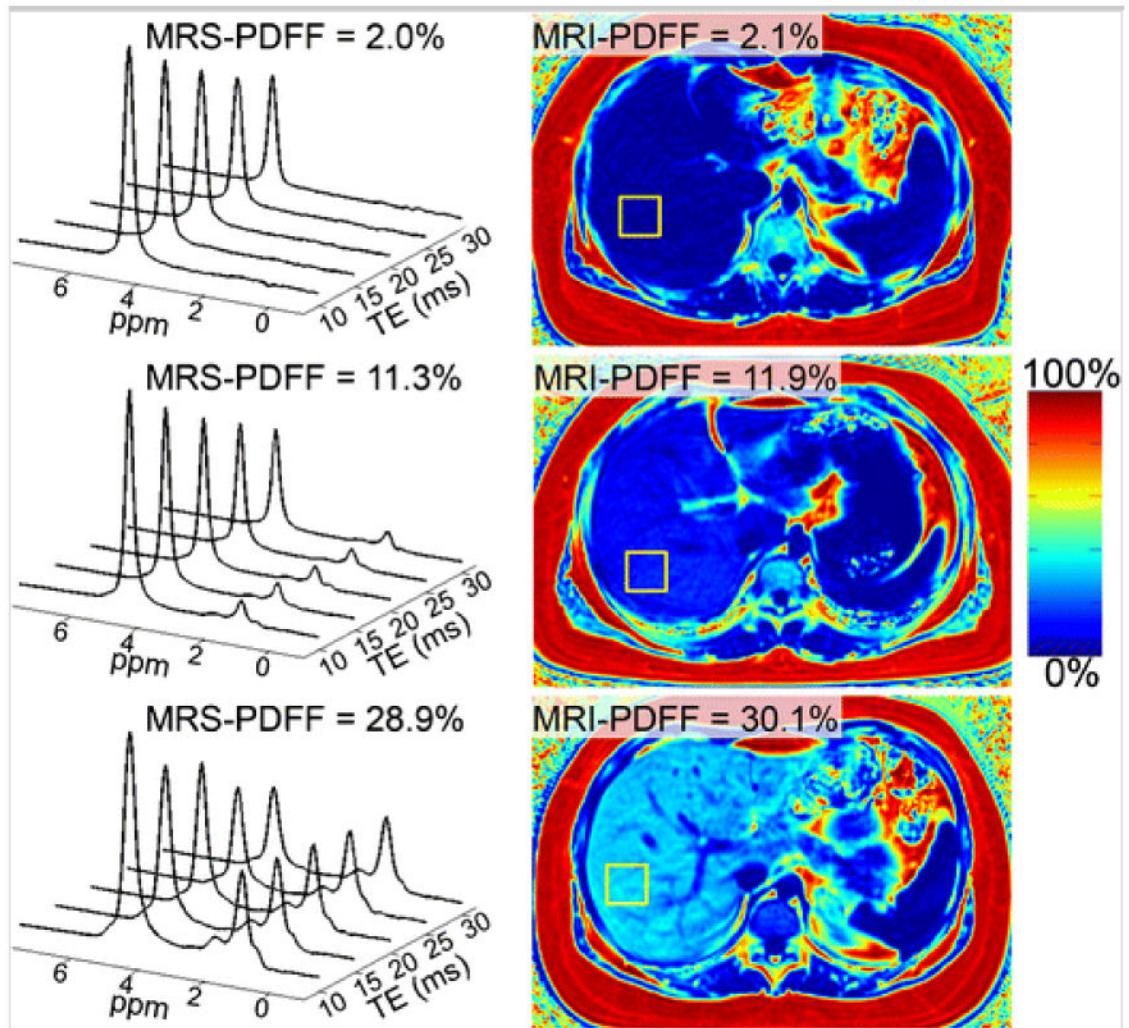 MRS-PDFF = 2.0%
MRI-PDFF = 2.1%
6
4
2
0
ppm
10
15
20
25
30
TE (ms)
MRS-PDFF = 11.3%
MRI-PDFF = 11.9%
100%
0%
6
4
2
0
ppm
10
15
20
25
30
TE (ms)
MRS-PDFF = 28.9%
MRI-PDFF = 30.1%
6
4
2
0
ppm
10
15
20
25
30
TE (ms)